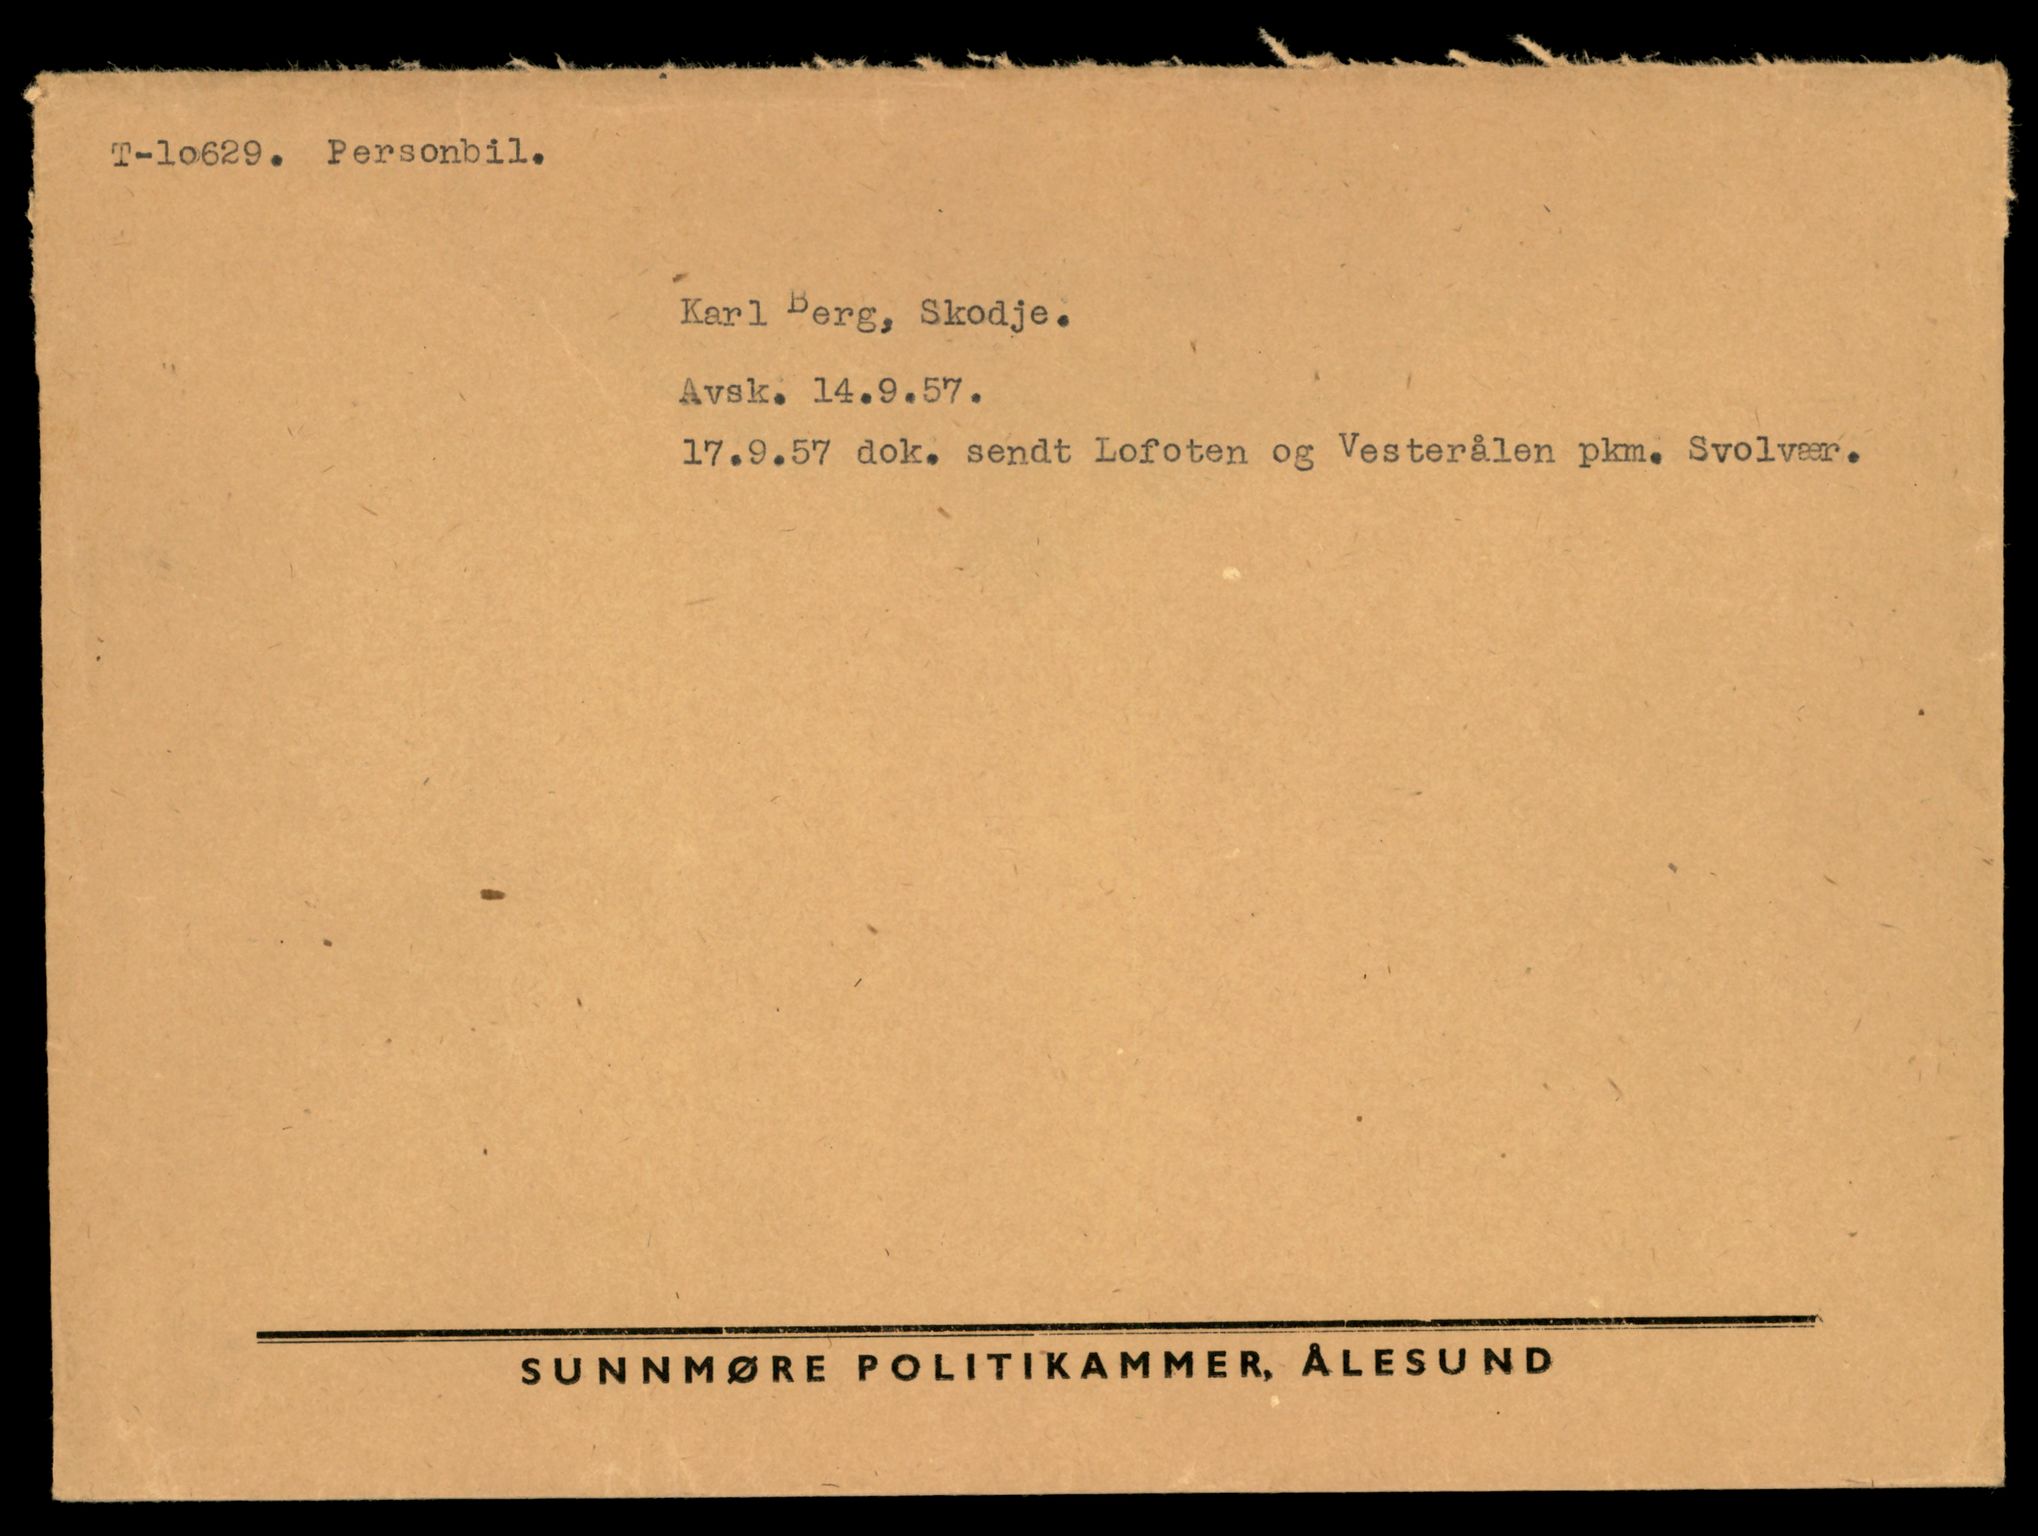 T-lo629. Personbil.
Karl Berg, Skodje.
Avsk. 14.9.57.
17.9.57 dok. sendt Lofoten og Vesterålen pkm. Svolvær.
SUNNMØRE POLITIKAMMER, ÅLESUND